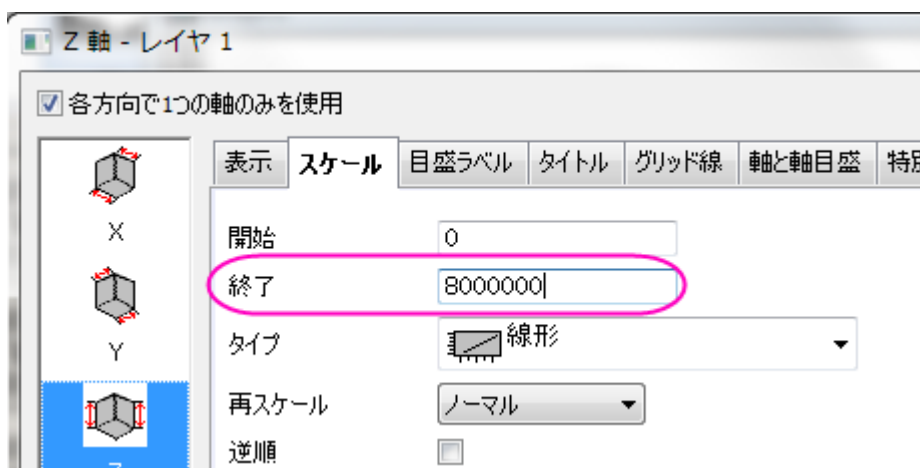 Z 軸 - レイヤ 1
各方向で1つの軸のみを使用
表示 スケール 目盛ラベル タイトル グリッド線 軸と軸目盛 特別
X
開始 0
終了 8000000
Y
タイプ 線形
再スケール ノーマル
逆順
Z